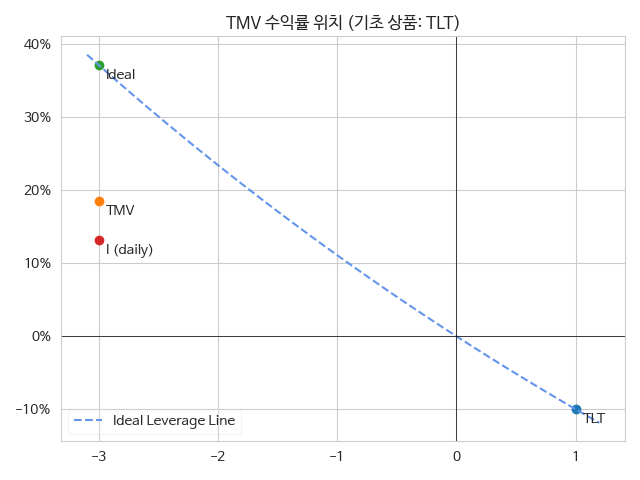 TMV 수익률 위치 (기초 상품: TLT)
40%
30%
20%
10%
0%
−10%
Ideal
TMV
I (daily)
TLT
Ideal Leverage Line
−3
−2
−1
0
1